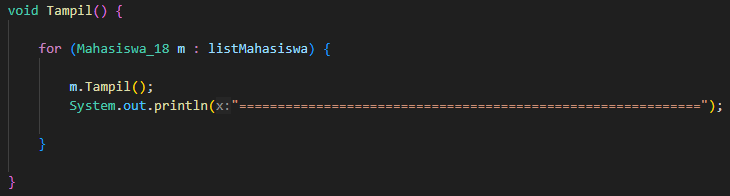 void Tampil() {
for (Mahasiswa_18 m : listMahasiswa) {
m.Tampil();
System.out.println(x:"============================================================");
}
}